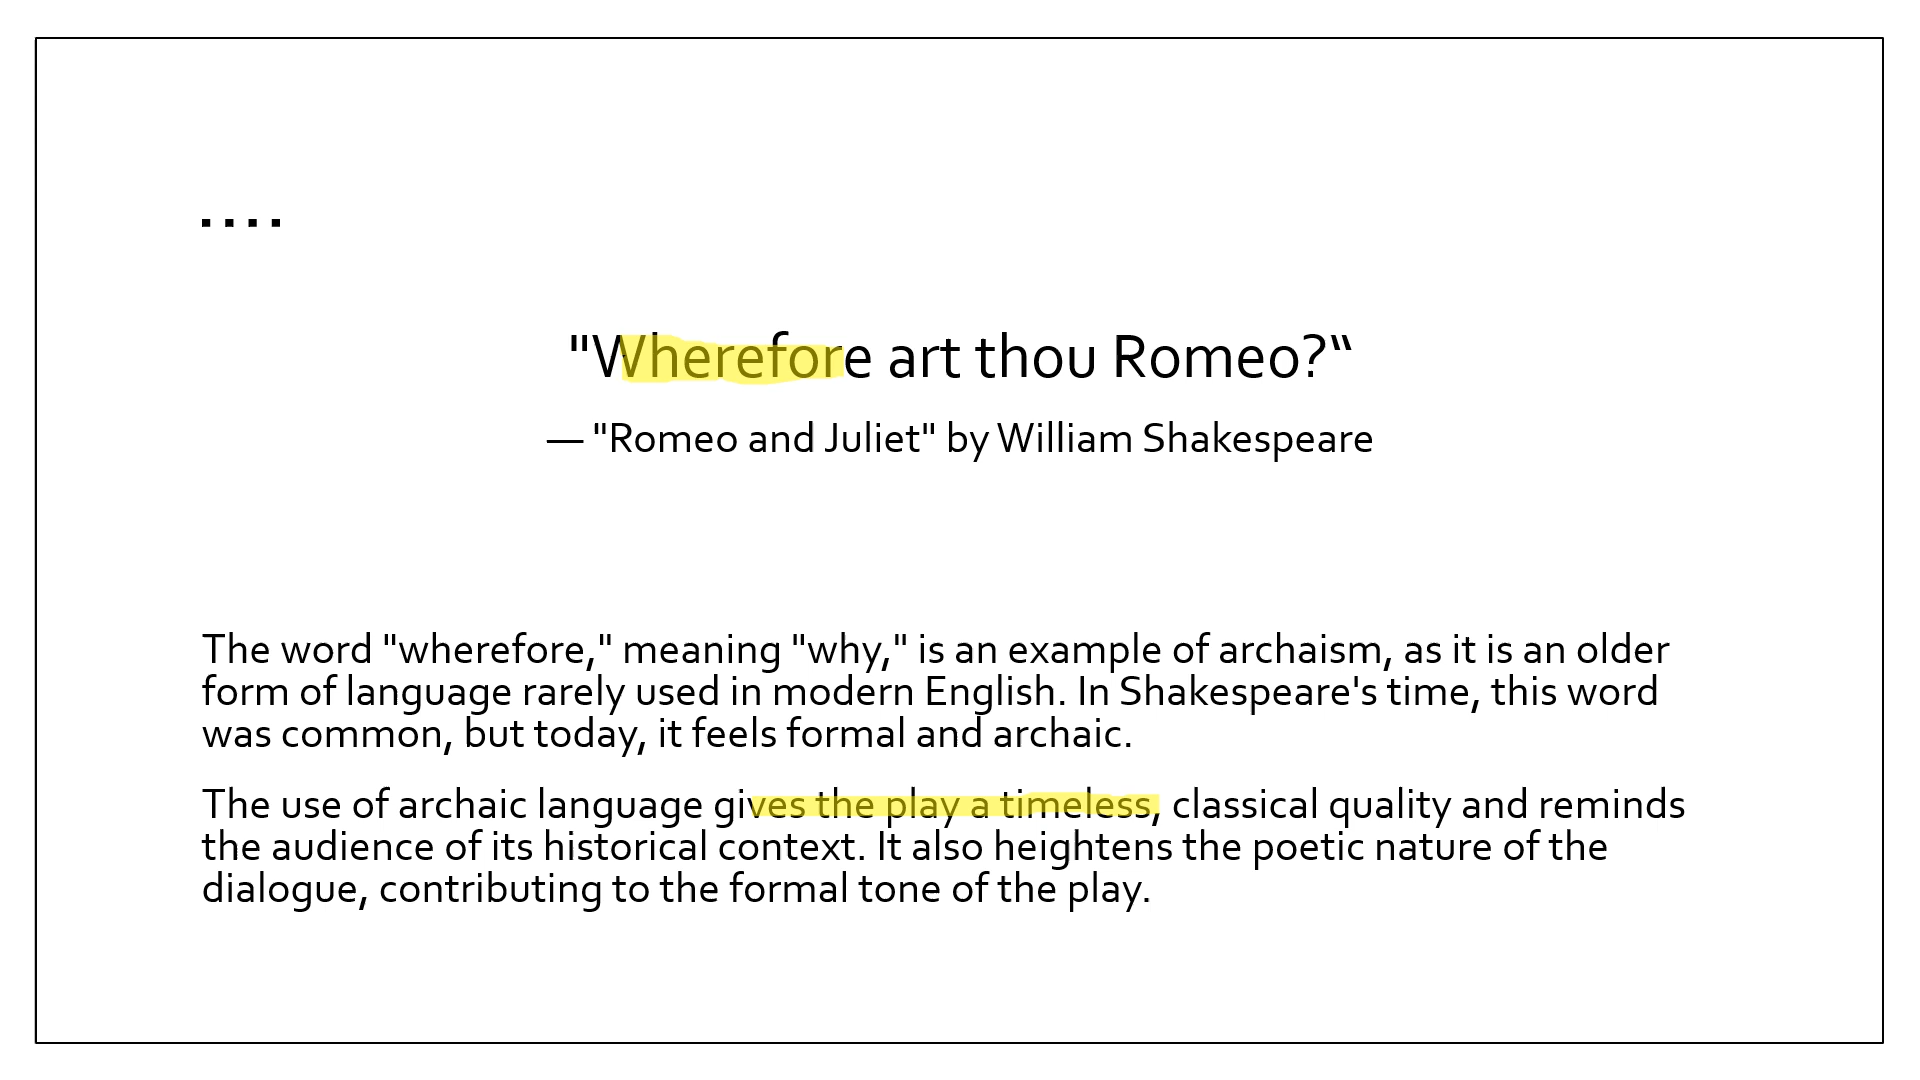 ....
"Wherefore art thou Romeo?“
— "Romeo and Juliet" by William Shakespeare
The word "wherefore," meaning "why," is an example of archaism, as it is an older
form of language rarely used in modern English. In Shakespeare's time, this word
was common, but today, it feels formal and archaic.
The use of archaic language gives the play a timeless, classical quality and reminds
the audience of its historical context. It also heightens the poetic nature of the
dialogue, contributing to the formal tone of the play.